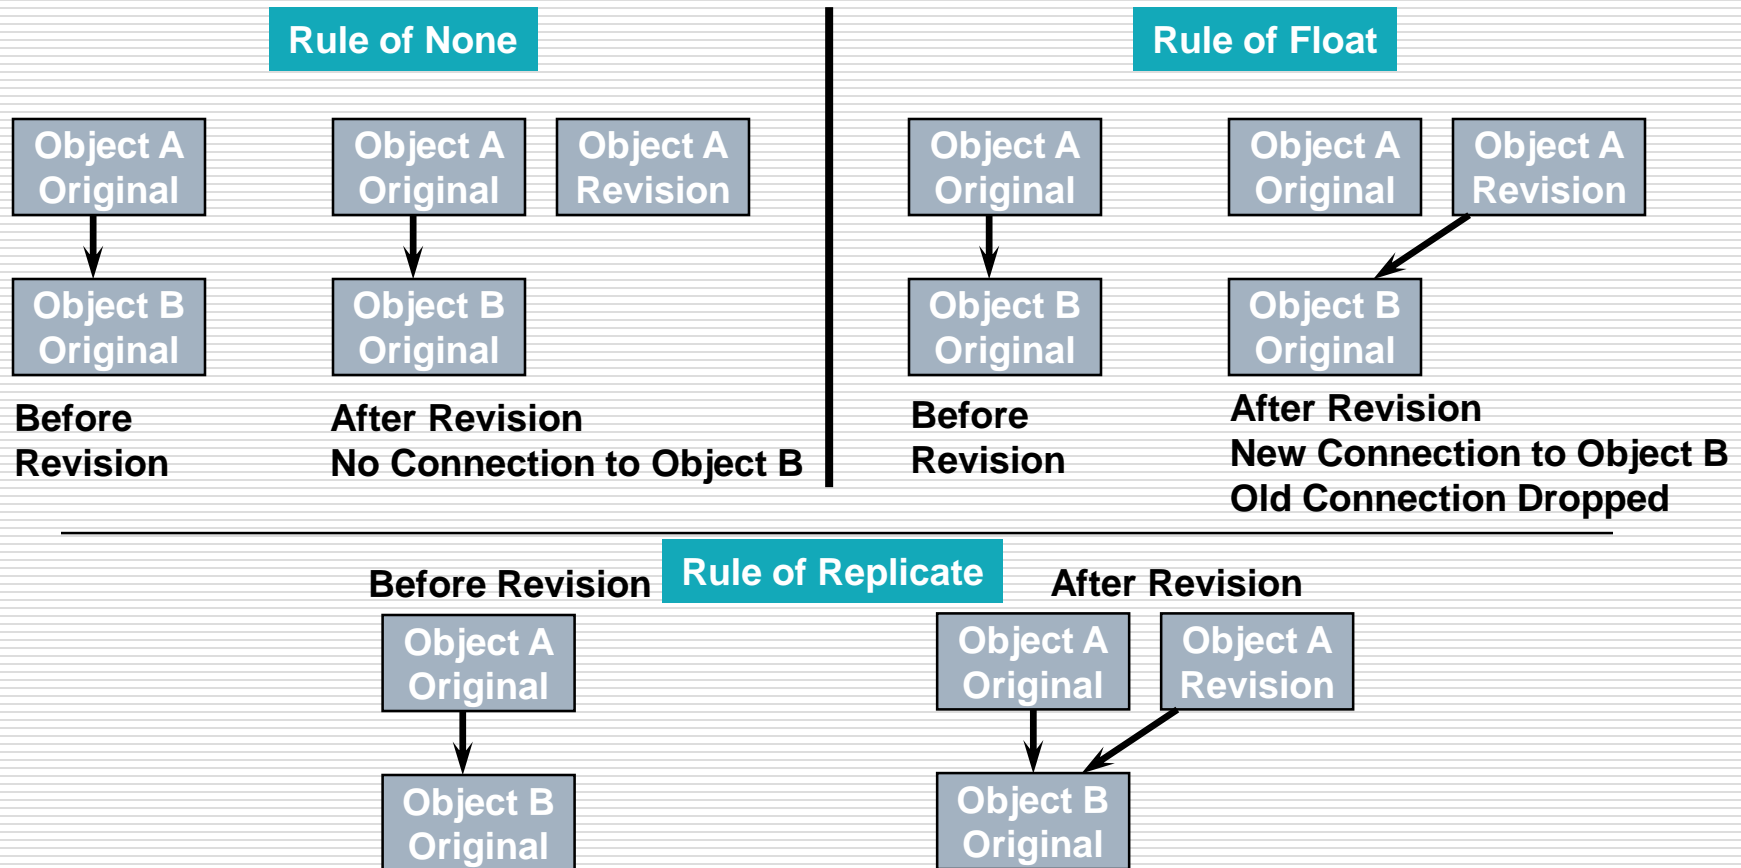 Rule of None
Object A
Original
Object A
Original
Object A
Revision
Object B
Original
Object B
Original
Before
Revision
After Revision
No Connection to Object B
Rule of Float
Object A
Original
Object A
Original
Object A
Revision
Object B
Original
Object B
Original
Before
Revision
After Revision
New Connection to Object B
Old Connection Dropped
Rule of Replicate
Before Revision
After Revision
Object A
Original
Object A
Original
Object A
Revision
Object B
Original
Object B
Original